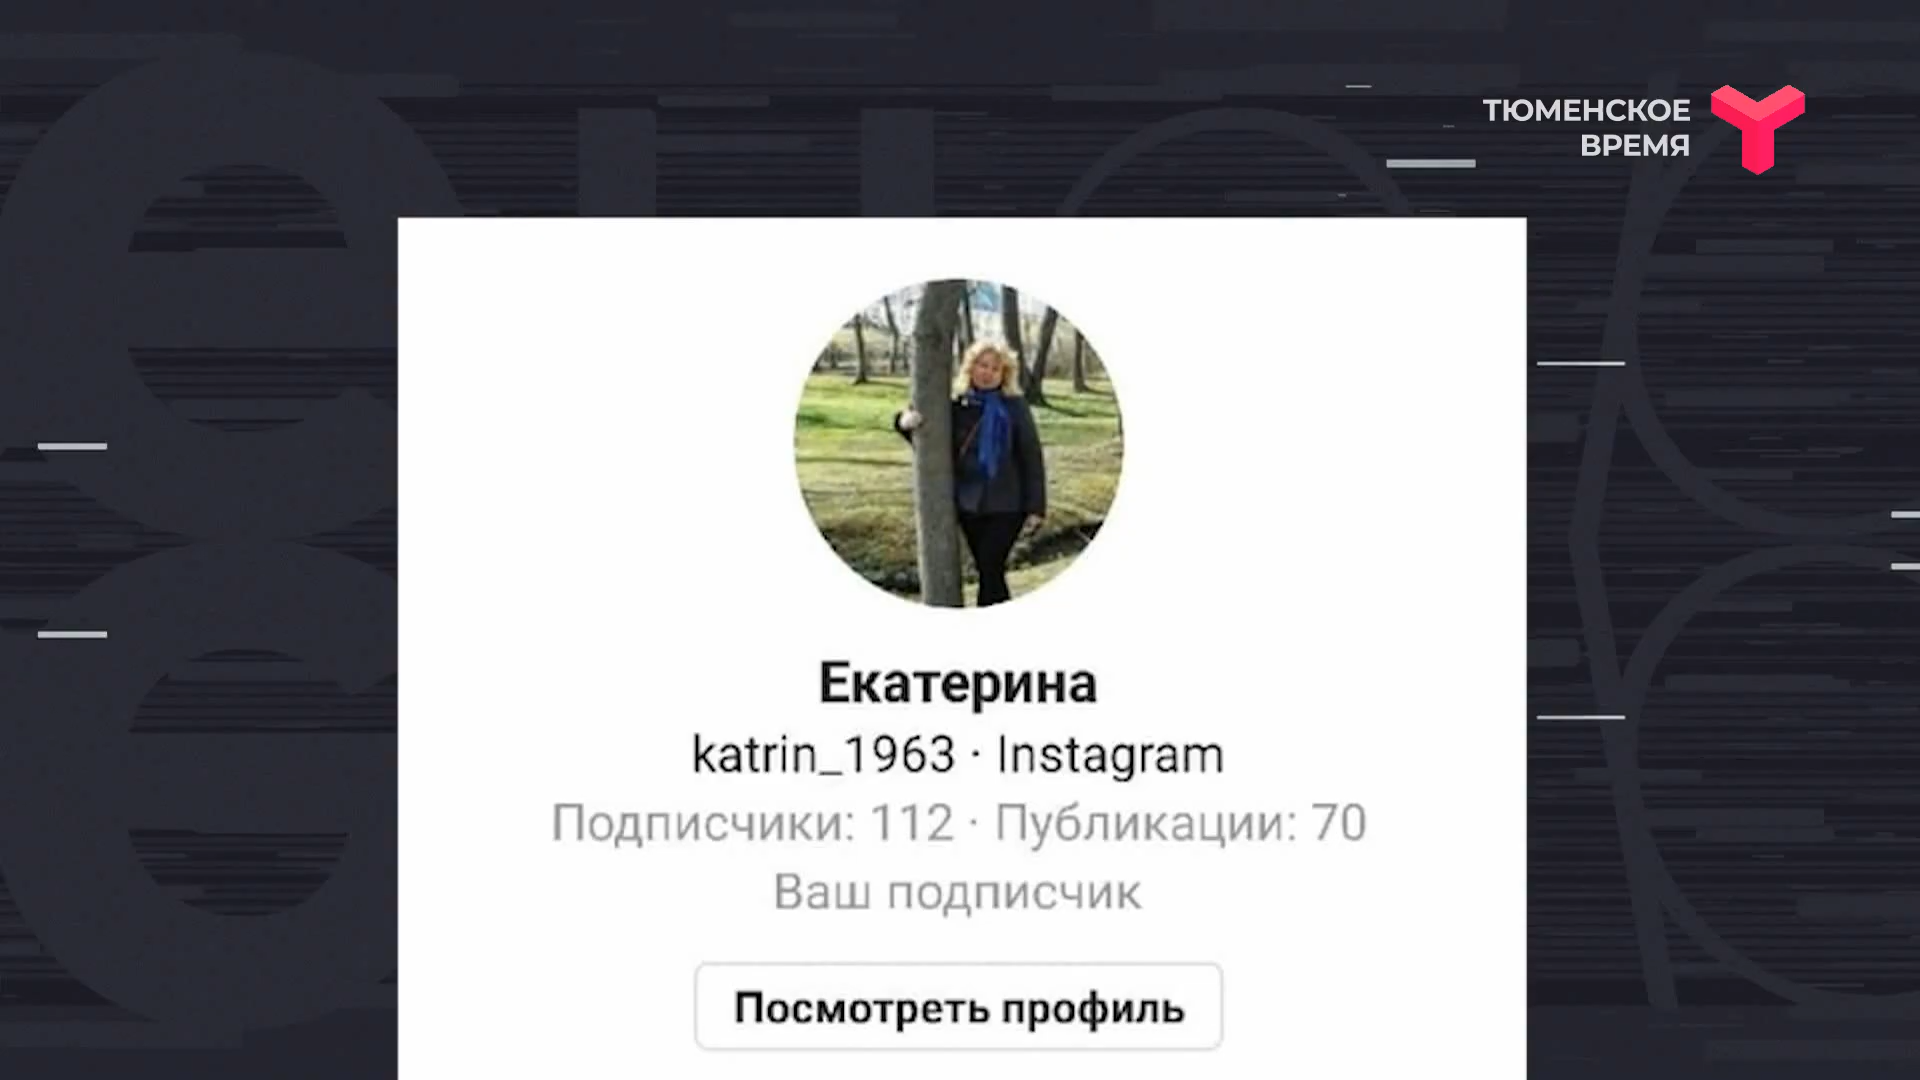 ТЮМЕНСКОЕ
ВРЕМЯ
Екатерина
katrin_1963 · Instagram
Подписчики: 112 · Публикации: 70
Ваш подписчик
Посмотреть профиль